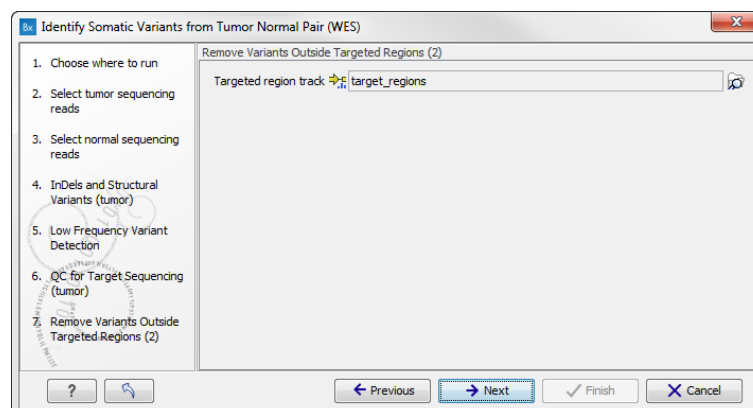 Bx Identify Somatic Variants from Tumor Normal Pair (WES)
X
1. Choose where to run
2. Select tumor sequencing
reads
3. Select normal sequencing
reads
4. InDels and Structural
Variants (tumor)
5. Low Frequency Variant
Detection
6. QC for Target Sequencing
(tumor)
7. Remove Variants Outside
Targeted Regions (2)
Remove Variants Outside Targeted Regions (2)
Targeted region track target_regions
?
Previous
Next
Finish
Cancel